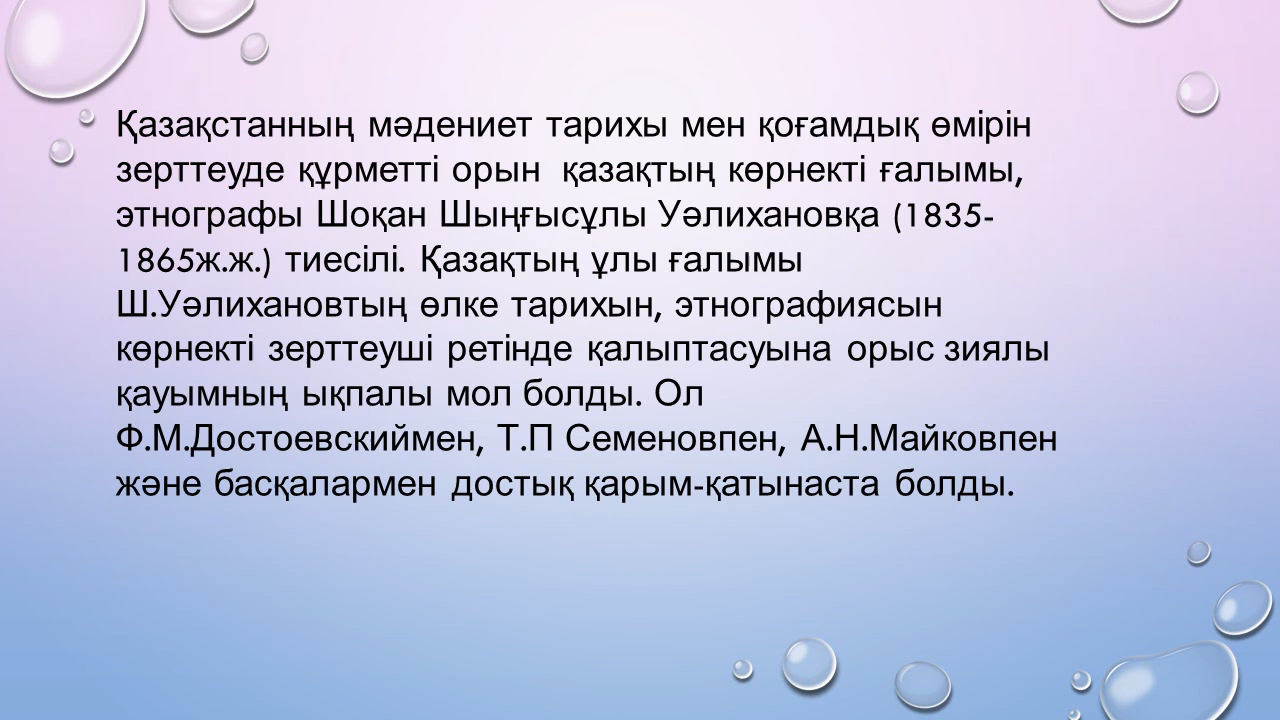 Қазақстанның мәдениет тарихы мен қоғамдық өмірін
зерттеуде құрметті орын  қазақтың көрнекті ғалымы,
этнографы Шоқан Шыңғысұлы Уәлихановқа (1835-
1865ж.ж.) тиесілі. Қазақтың ұлы ғалымы
Ш.Уәлихановтың өлке тарихын, этнографиясын
көрнекті зерттеуші ретінде қалыптасуына орыс зиялы
қауымның ықпалы мол болды. Ол
Ф.М.Достоевскиймен, Т.П Семеновпен, А.Н.Майковпен
және басқалармен достық қарым-қатынаста болды.